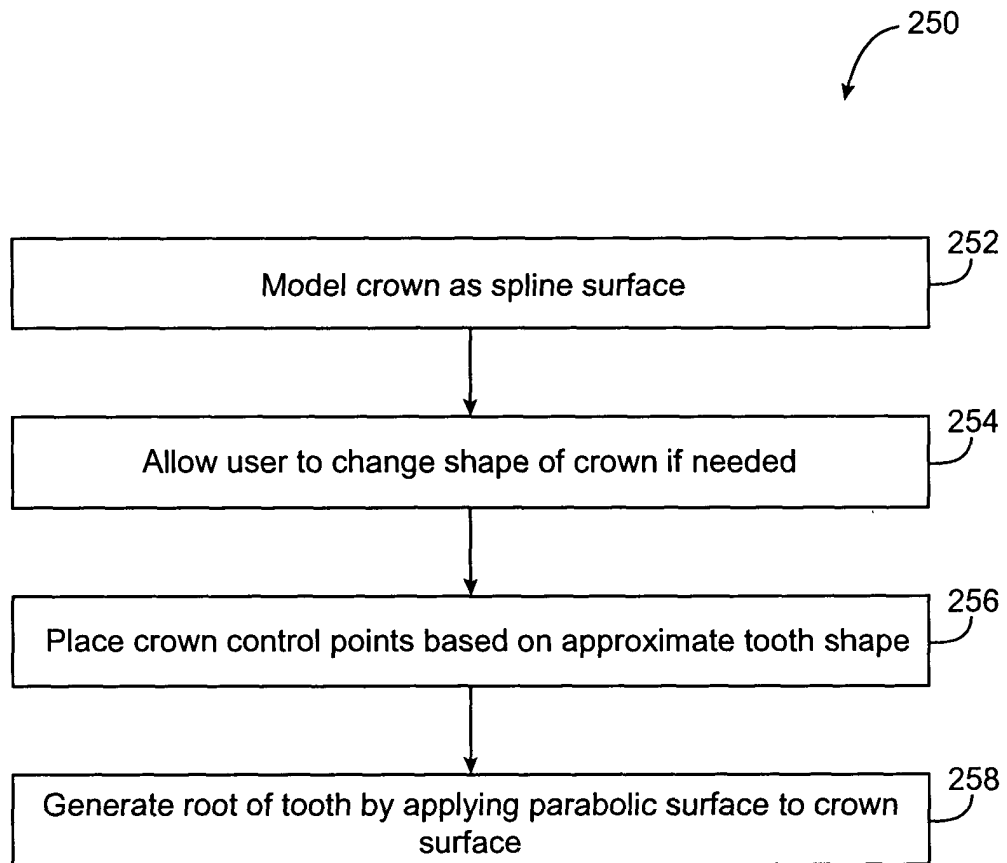 250
252
Model crown as spline surface
254
Allow user to change shape of crown if needed
256
Place crown control points based on approximate tooth shape
258
Generate root of tooth by applying parabolic surface to crown
surface